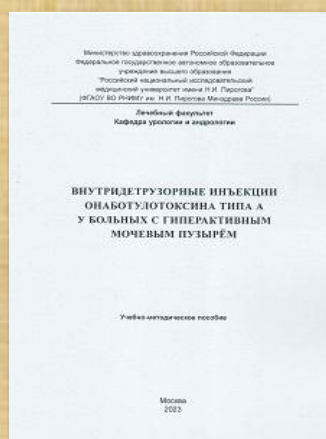 Министерство здравоохранения Российской Федерации
Федеральное государственное автономное образовательное
учреждение высшего образования
"Российский национальный исследовательский
медицинский университет имени Н.И. Пирогова"
(ФГАОУ ВО РНИМУ им. Н.И. Пирогова Минздрава России)
Лечебный факультет
Кафедра урологии и андрологии
ВНУТРИДЕТРУЗОРНЫЕ ИНЪЕКЦИИ
ОНАБОТУЛОТОКСИНА ТИПА А
У БОЛЬНЫХ С ГИПЕРАКТИВНЫМ
МОЧЕВЫМ ПУЗЫРЁМ
Учебно-методическое пособие
Москва
2023